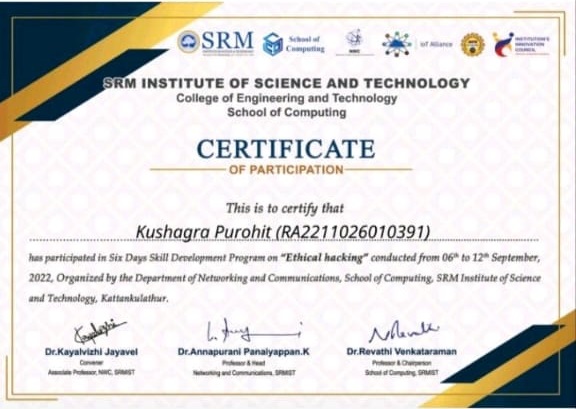 SRM
School of
Computing
NWC
IoT Alliance
INSTITUTION'S
INNOVATION
COUNCIL
SRM INSTITUTE OF SCIENCE AND TECHNOLOGY
College of Engineering and Technology
School of Computing
CERTIFICATE
OF PARTICIPATION
This is to certify that
Kushagra Purohit (RA2211026010391)
has participated in Six Days Skill Development Program on "Ethical hacking" conducted from 06th to 12th September,
2022, Organized by the Department of Networking and Communications, School of Computing, SRM Institute of Science
and Technology, Kattankulathur.
Dr.Kayalvizhi Jayavel
Dr.Annapurani Panaiyappan.K
Dr.Revathi Venkataraman
Convener
Professor & Head
Professor & Chairperson
Associate Professor, NWC, SRMIST
Networking and Communications, SRMIST
School of Computing, SRMIST